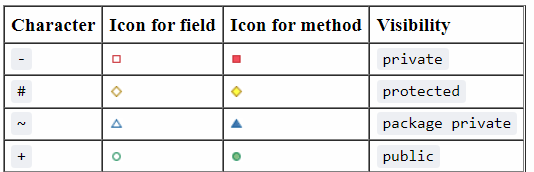 Character Icon for field Icon for method Visibility
- private
# protected
~ package private
+ public